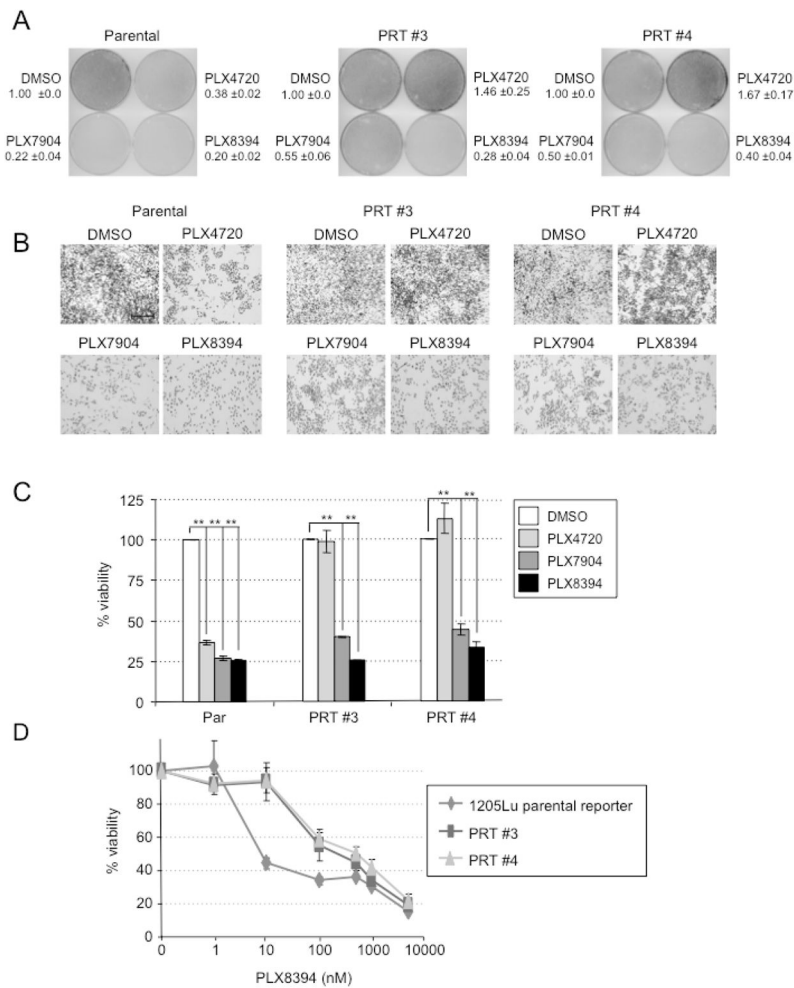 A
Parental PRT #3 PRT #4
DMSO 1.00 ±0.0
PLX4720 0.38 ±0.02
PLX7904 0.22 ±0.04
PLX8394 0.20 ±0.02
DMSO 1.00 ±0.0
PLX4720 1.46 ±0.25
PLX7904 0.55 ±0.06
PLX8394 0.28 ±0.04
DMSO 1.00 ±0.0
PLX4720 1.67 ±0.17
PLX7904 0.50 ±0.01
PLX8394 0.40 ±0.04
B
Parental PRT #3 PRT #4
DMSO PLX4720 DMSO PLX4720 DMSO PLX4720
PLX7904 PLX8394 PLX7904 PLX8394 PLX7904 PLX8394
C
% viability
125
100
75
50
25
0
** ** **
** **
** **
Par PRT #3 PRT #4
DMSO
PLX4720
PLX7904
PLX8394
D
% viability
100
80
60
40
20
0
0 1 10 100 1000 10000
PLX8394 (nM)
1205Lu parental reporter
PRT #3
PRT #4